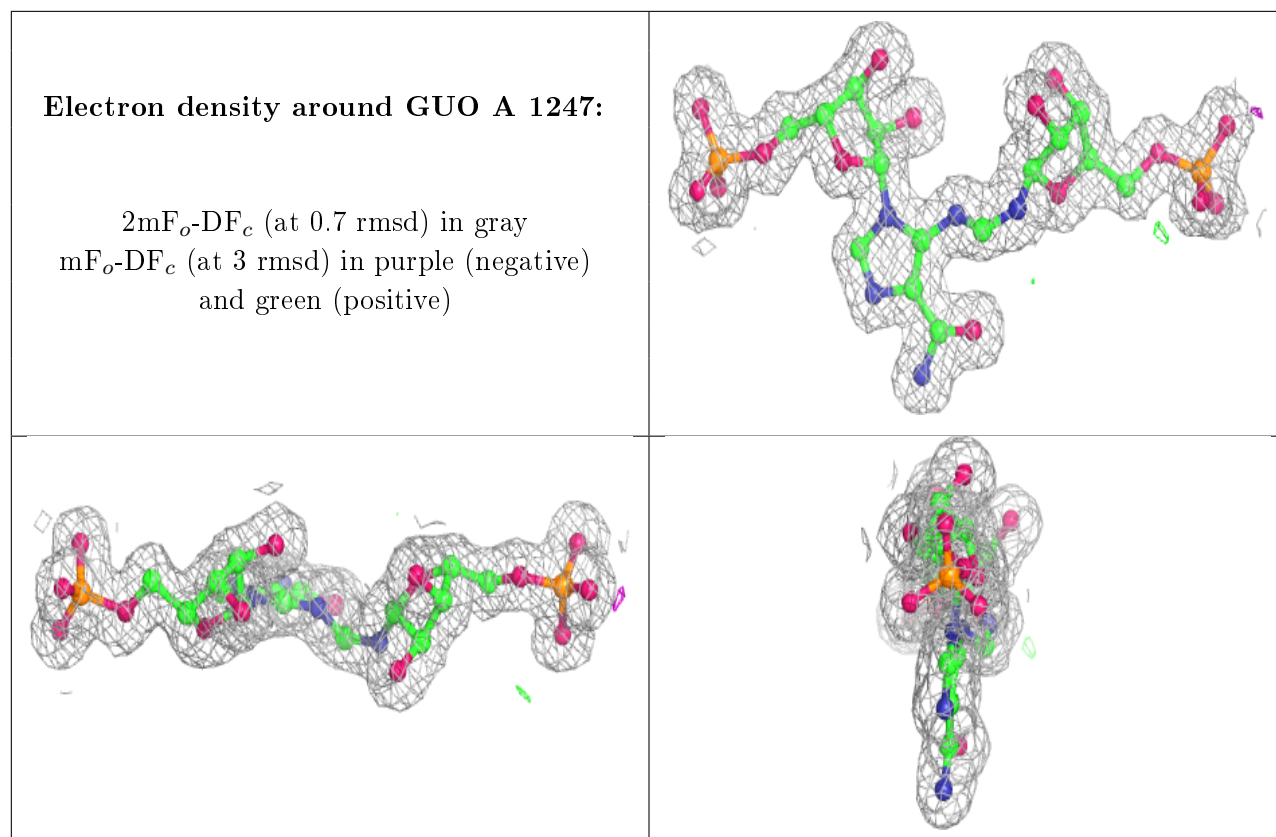 Electron density around GUO A 1247:
2mFo-DFc (at 0.7 rmsd) in gray
mFo-DFc (at 3 rmsd) in purple (negative)
and green (positive)